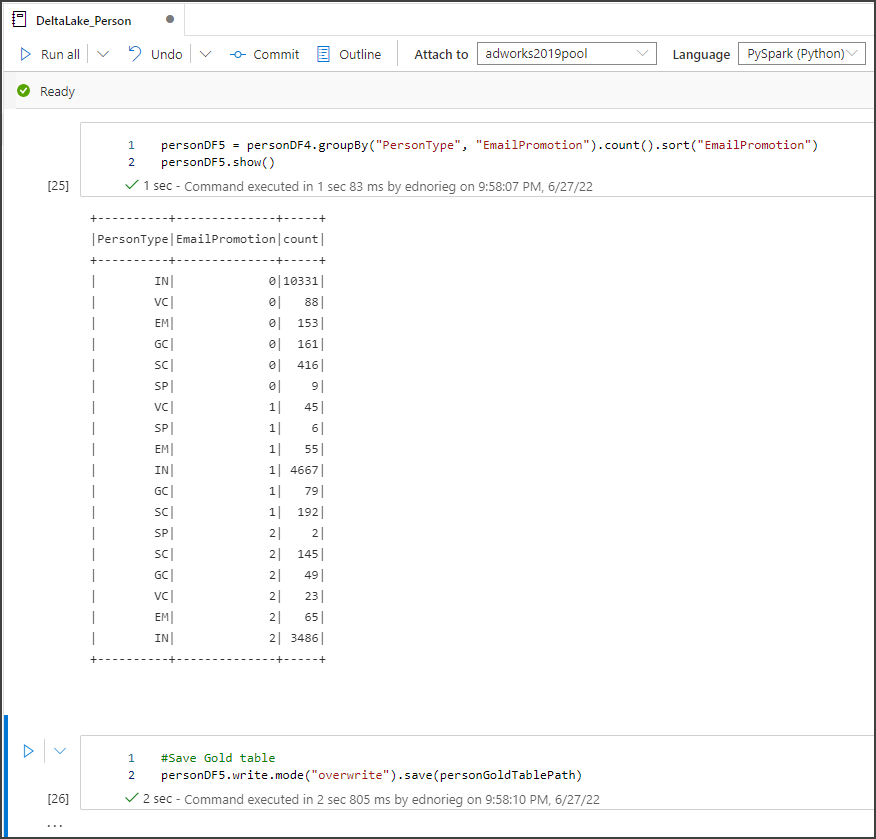 DeltaLake_Person
Run all Undo Commit Outline Attach to adworks2019pool Language PySpark (Python)
Ready
1 personDF5 = personDF4.groupBy("PersonType", "EmailPromotion").count().sort("EmailPromotion")
2 personDF5.show()
[25] 1 sec - Command executed in 1 sec 83 ms by ednorieg on 9:58:07 PM, 6/27/22
+----------+--------------+-----+
|PersonType|EmailPromotion|count|
+----------+--------------+-----+
|        IN|             0|10331|
|        VC|             0|   88|
|        EM|             0|  153|
|        GC|             0|  161|
|        SC|             0|  416|
|        SP|             0|    9|
|        VC|             1|   45|
|        SP|             1|    6|
|        EM|             1|   55|
|        IN|             1| 4667|
|        GC|             1|   79|
|        SC|             1|  192|
|        SP|             2|    2|
|        SC|             2|  145|
|        GC|             2|   49|
|        VC|             2|   23|
|        EM|             2|   65|
|        IN|             2| 3486|
+----------+--------------+-----+
1 #Save Gold table
2 personDF5.write.mode("overwrite").save(personGoldTablePath)
[26] 2 sec - Command executed in 2 sec 805 ms by ednorieg on 9:58:10 PM, 6/27/22
...